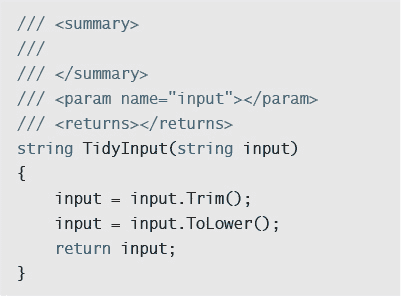 /// <summary>
///
/// </summary>
/// <param name="input"></param>
/// <returns></returns>
string TidyInput(string input)
{
    input = input.Trim();
    input = input.ToLower();
    return input;
}